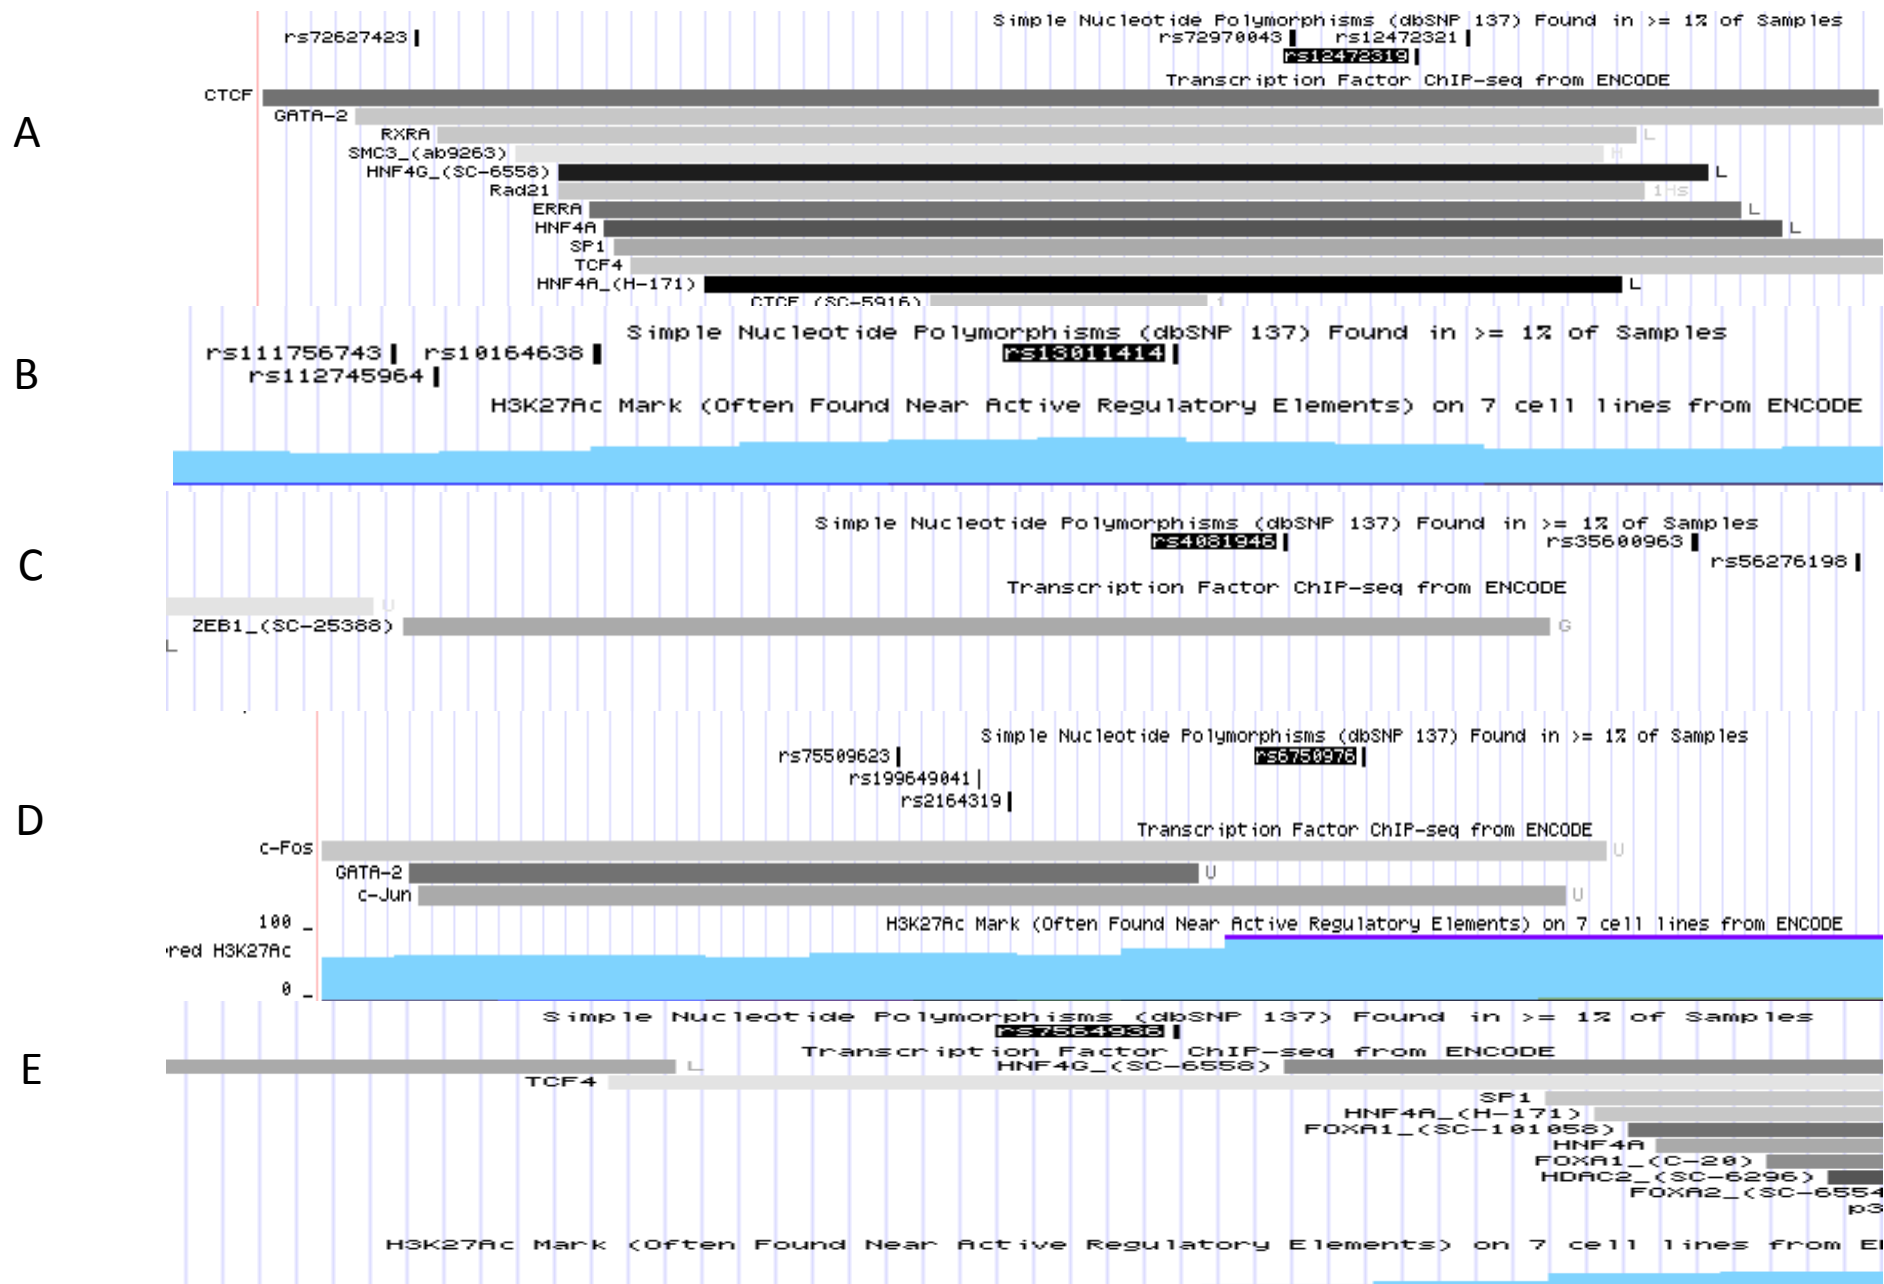 A
Simple Nucleotide Polymorphisms (dbSNP 137) Found in >= 1% of Samples
rs72627423 rs72970043 rs12472321
rs12472319
Transcription Factor ChIP-seq from ENCODE
CTCF
GATA-2
RXRA L
SMC3_(ab9263) H
HNF4G_(SC-6558) L
Rad21 1Hs
ERRA L
HNF4A L
SP1
TCF4
HNF4A_(H-171) L
CTCF_(SC-5916) 1
B
Simple Nucleotide Polymorphisms (dbSNP 137) Found in >= 1% of Samples
rs111756743 rs10164638 rs13011414
rs112745964
H3K27Ac Mark (Often Found Near Active Regulatory Elements) on 7 cell lines from ENCODE
C
Simple Nucleotide Polymorphisms (dbSNP 137) Found in >= 1% of Samples
rs4081946 rs35600963
rs56276198
Transcription Factor ChIP-seq from ENCODE
U
ZEB1_(SC-25388) G
L
D
Simple Nucleotide Polymorphisms (dbSNP 137) Found in >= 1% of Samples
rs75509623 rs6750976
rs199649041
rs2164319
Transcription Factor ChIP-seq from ENCODE
c-Fos U
GATA-2 U
c-Jun U
100 _ H3K27Ac Mark (Often Found Near Active Regulatory Elements) on 7 cell lines from ENCODE
red H3K27Ac
0 _
E
Simple Nucleotide Polymorphisms (dbSNP 137) Found in >= 1% of Samples
rs7564936
Transcription Factor ChIP-seq from ENCODE
L HNF4G_(SC-6558)
TCF4
SP1
HNF4A_(H-171)
FOXA1_(SC-101058)
HNF4A
FOXA1_(C-20)
HDAC2_(SC-6296)
FOXA2_(SC-6554
p3
H3K27Ac Mark (Often Found Near Active Regulatory Elements) on 7 cell lines from E